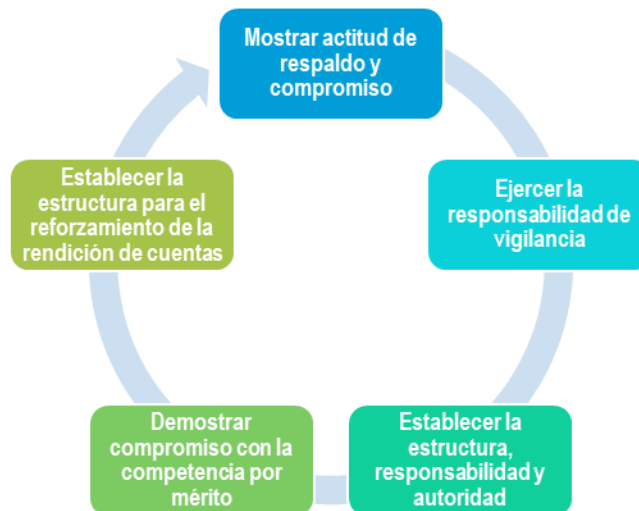 Mostrar actitud de
respaldo y
compromiso
Ejercer la
responsabilidad de
vigilancia
Establecer la
estructura,
responsabilidad y
autoridad
Demostrar
compromiso con la
competencia por
mérito
Establecer la
estructura para el
reforzamiento de la
rendición de cuentas